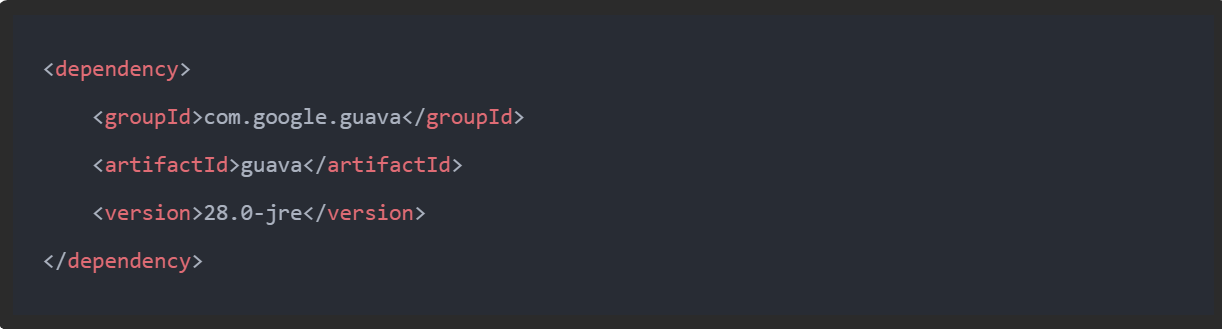 <dependency>
    <groupId>com.google.guava</groupId>
    <artifactId>guava</artifactId>
    <version>28.0-jre</version>
</dependency>